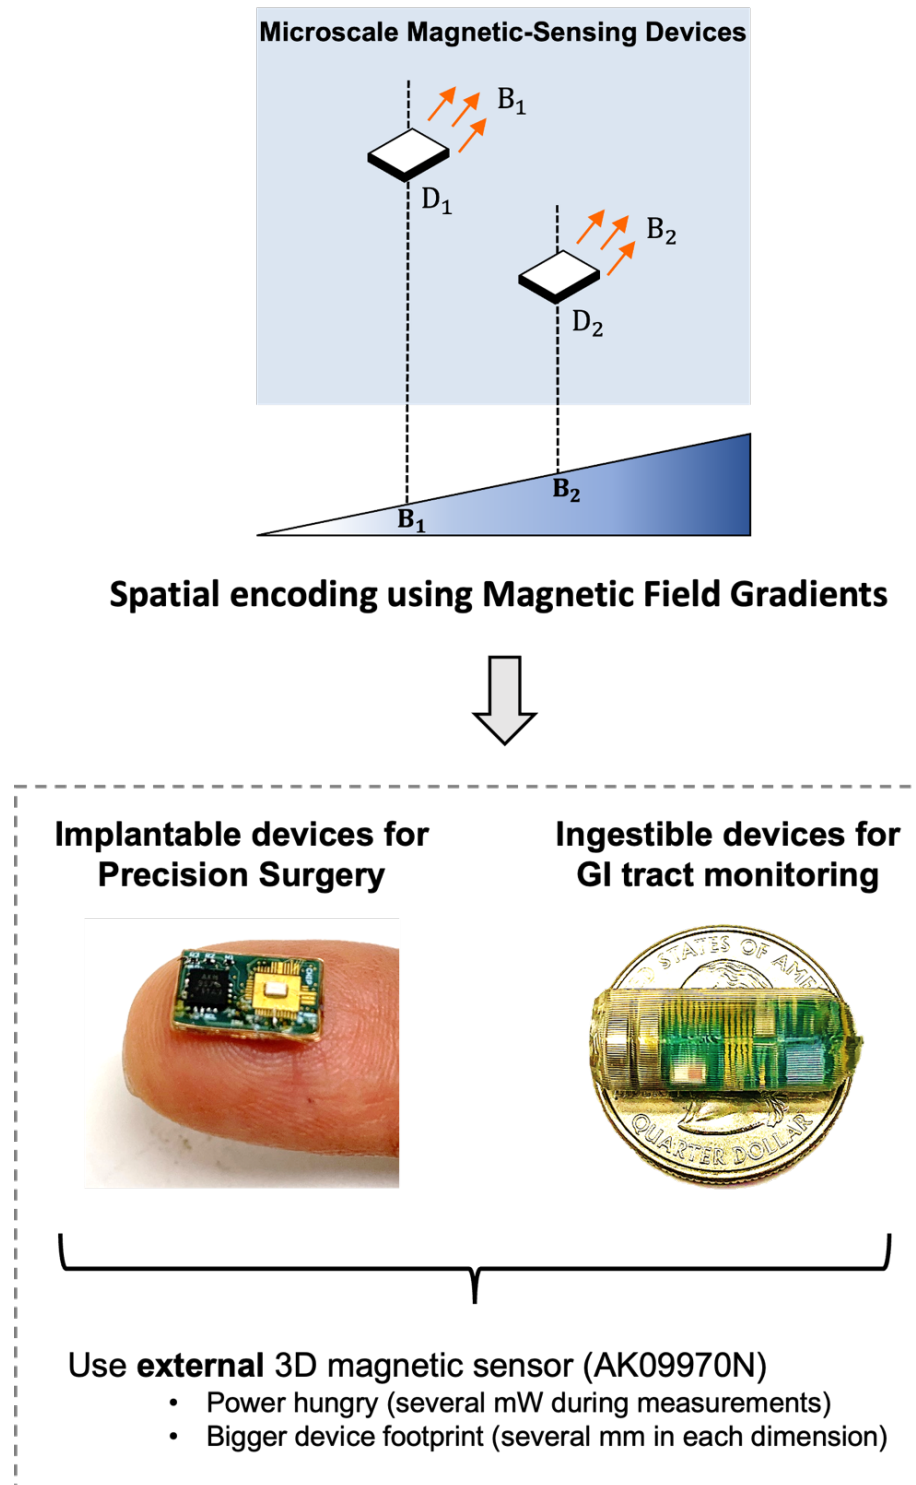 Microscale Magnetic-Sensing Devices
B₁
D₁
B₂
D₂
B₁
B₂
Spatial encoding using Magnetic Field Gradients
Implantable devices for
Precision Surgery
Ingestible devices for
GI tract monitoring
STATES OF AM
QUARTER DOLLAR
Use external 3D magnetic sensor (AK09970N)
• Power hungry (several mW during measurements)
• Bigger device footprint (several mm in each dimension)